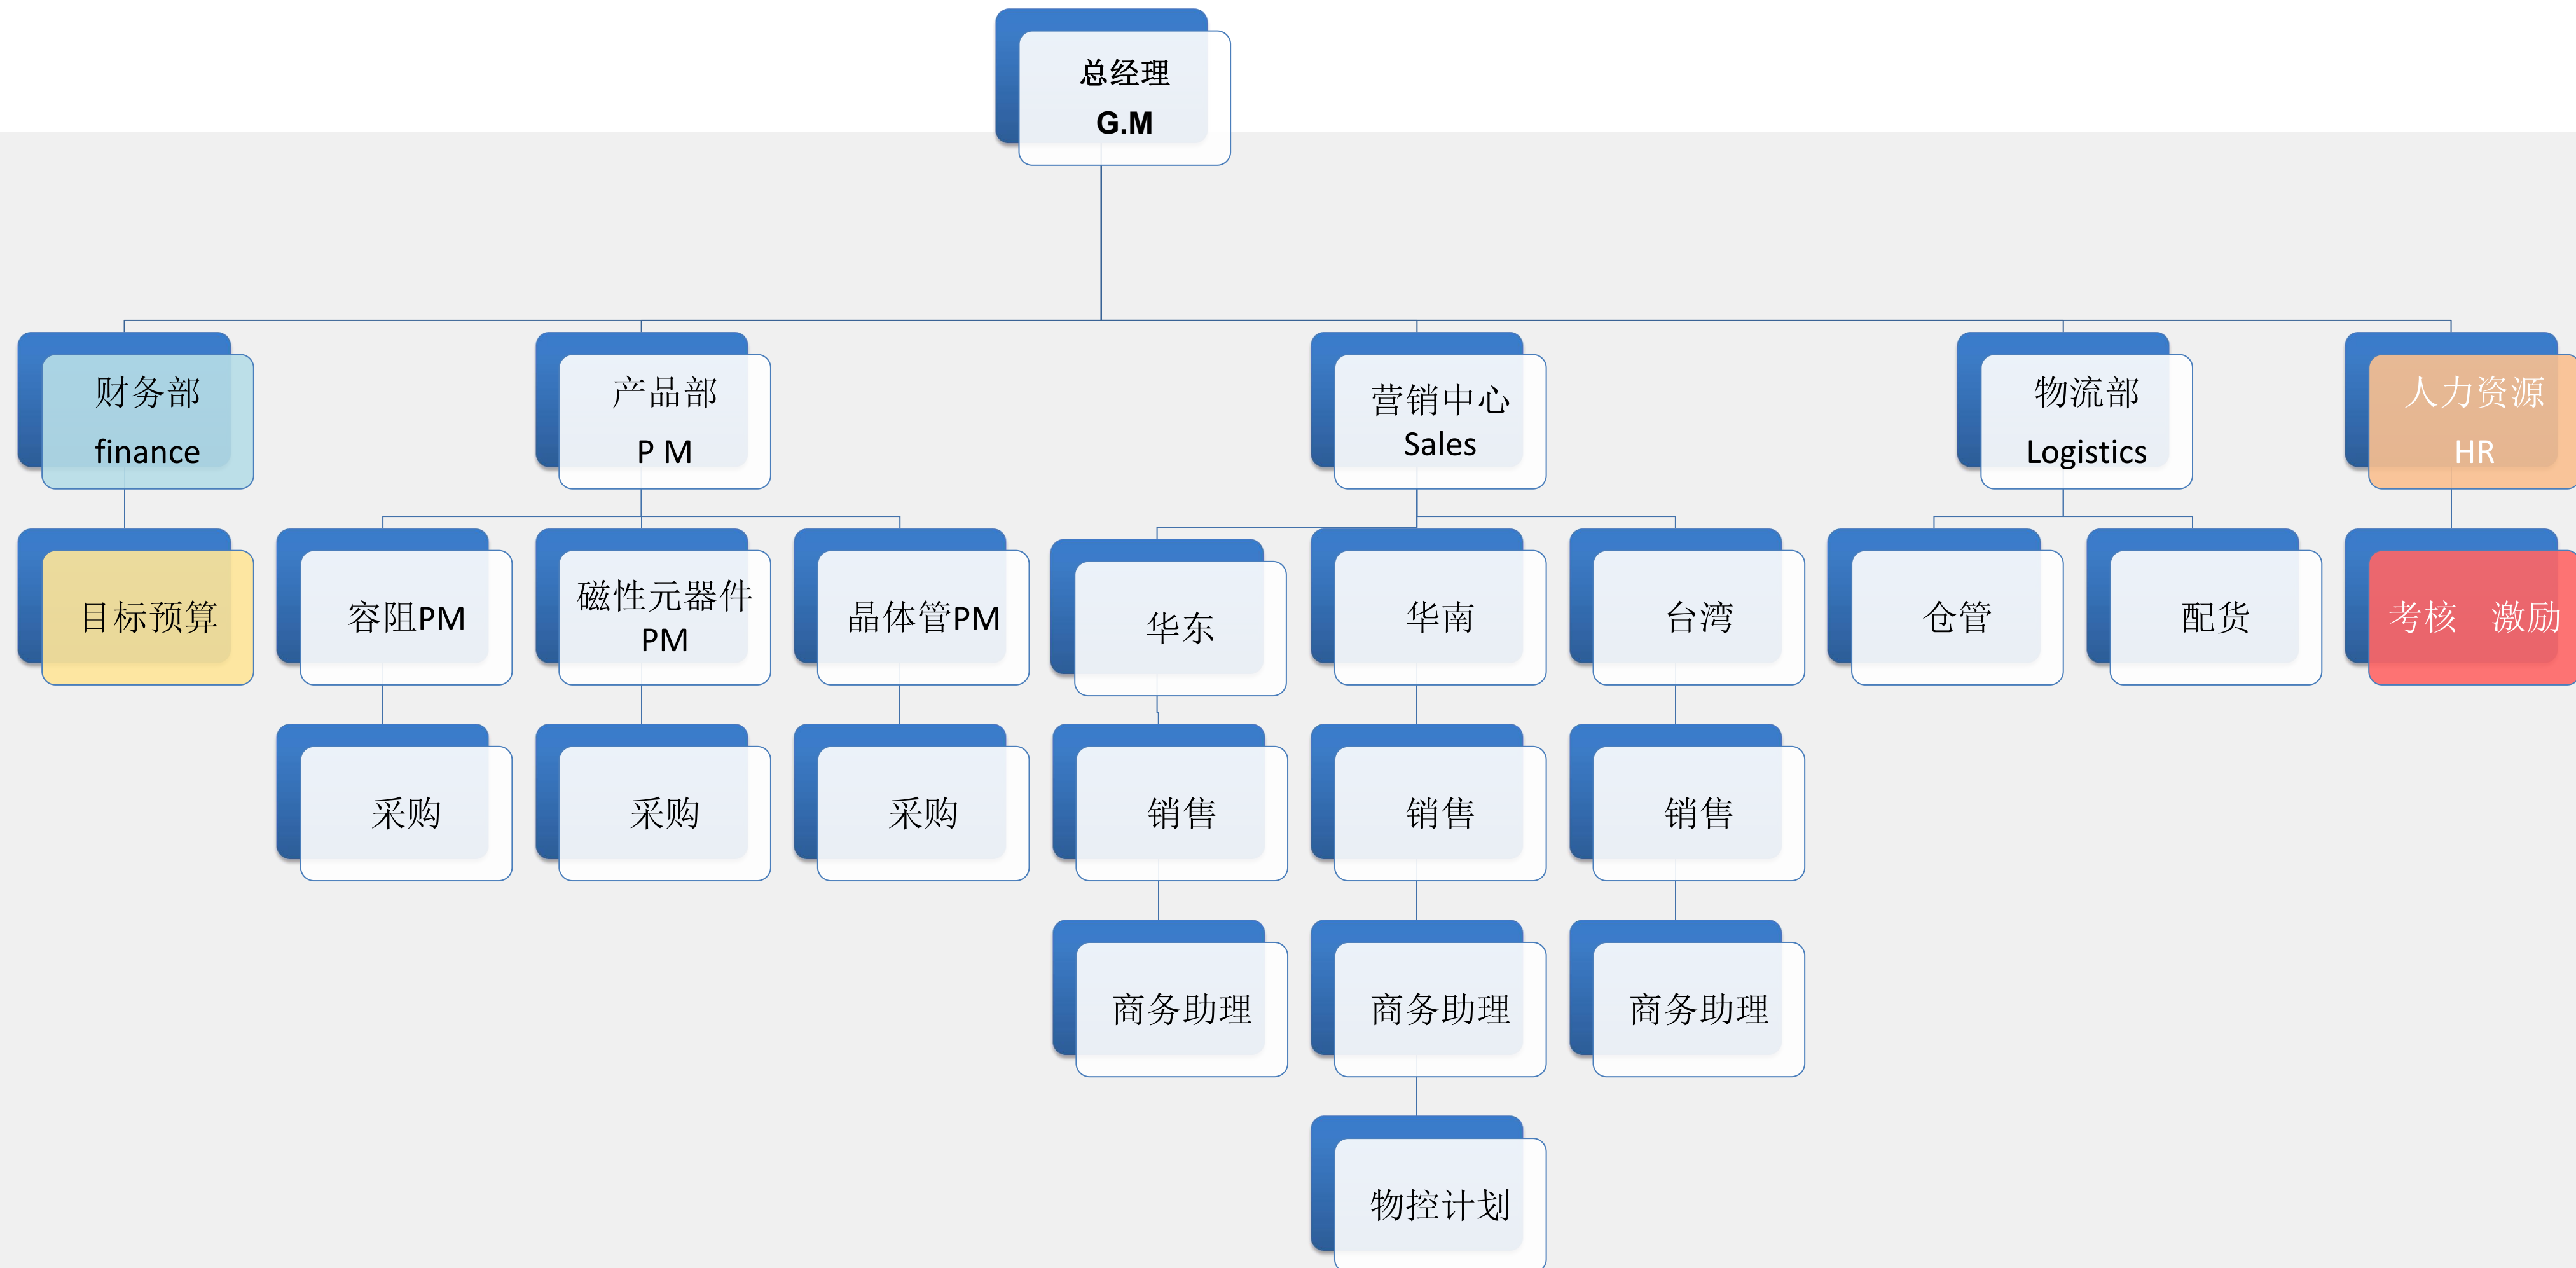 总经理
G.M
财务部
finance
产品部
P M
营销中心
Sales
物流部
Logistics
人力资源
HR
目标预算
容阻PM
磁性元器件
PM
晶体管PM
华东
华南
台湾
仓管
配货
考核　激励
采购
采购
采购
销售
销售
销售
商务助理
商务助理
商务助理
物控计划